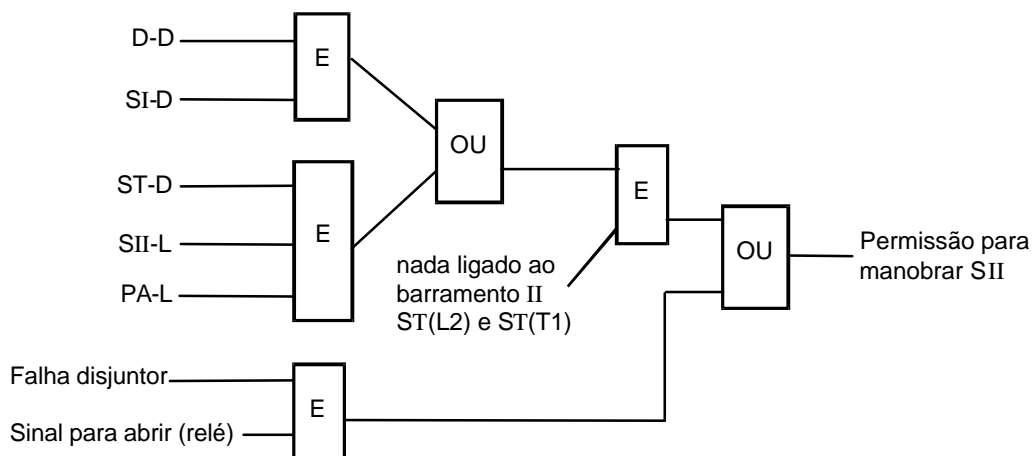 D-D
E
SI-D
OU
ST-D
E
SII-L
E
PA-L
nada ligado ao
barramento II
ST(L2) e ST(T1)
OU
Permissão para
manobrar SII
Falha disjuntor
E
Sinal para abrir (relé)